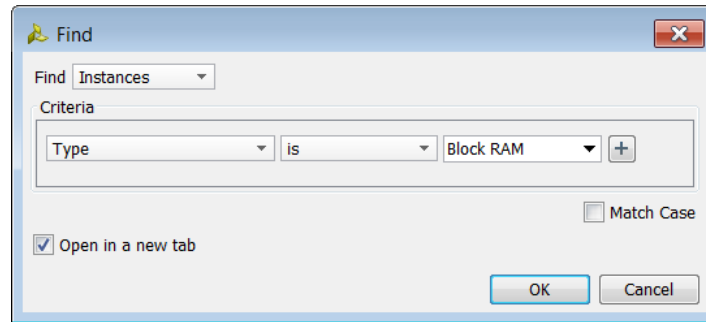 Find
Find Instances
Criteria
Type is Block RAM
Match Case
Open in a new tab
OK Cancel